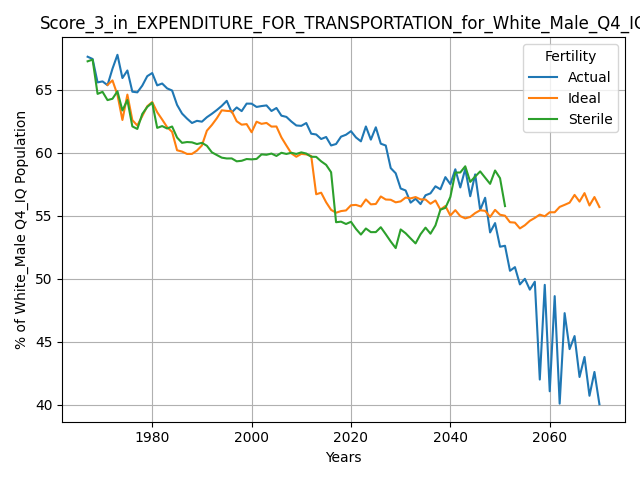 Score_3_in_EXPENDITURE_FOR_TRANSPORTATION_for_White_Male_Q4_IQ
Fertility
Actual
Ideal
Sterile
% of White_Male Q4_IQ Population
65
60
55
50
45
40
1980
2000
2020
2040
2060
Years